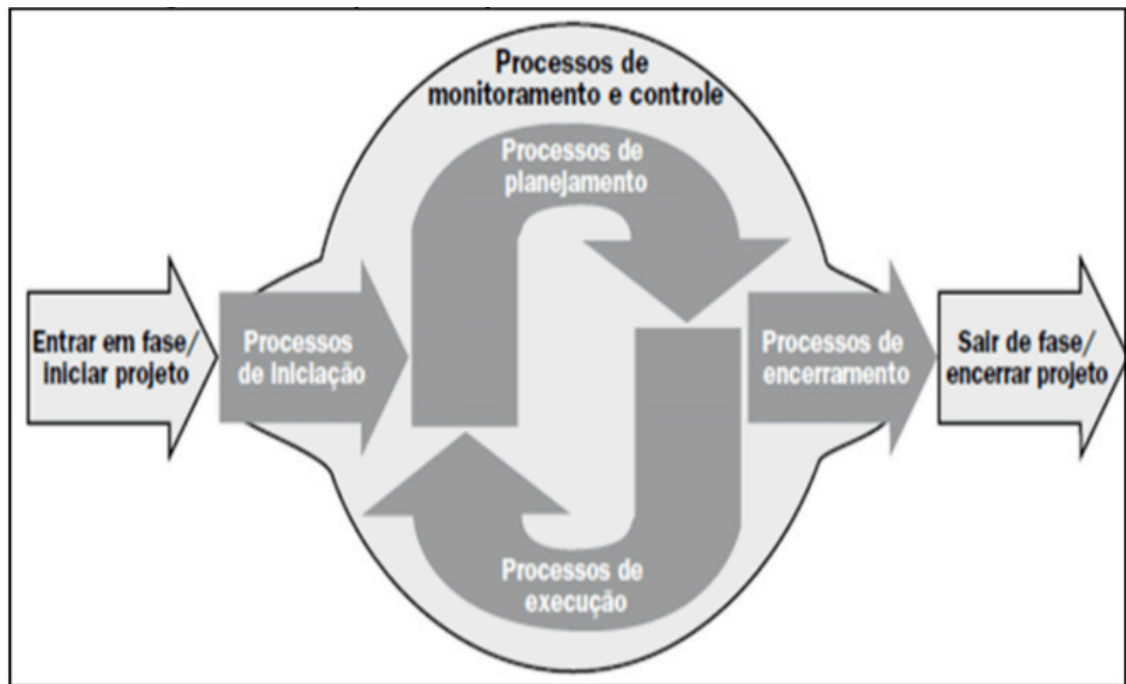 Processos de
monitoramento e controle
Processos de
planejamento
Entrar em fase/
iniciar projeto
Processos
de iniciação
Processos de
encerramento
Sair de fase/
encerrar projeto
Processos de
execução